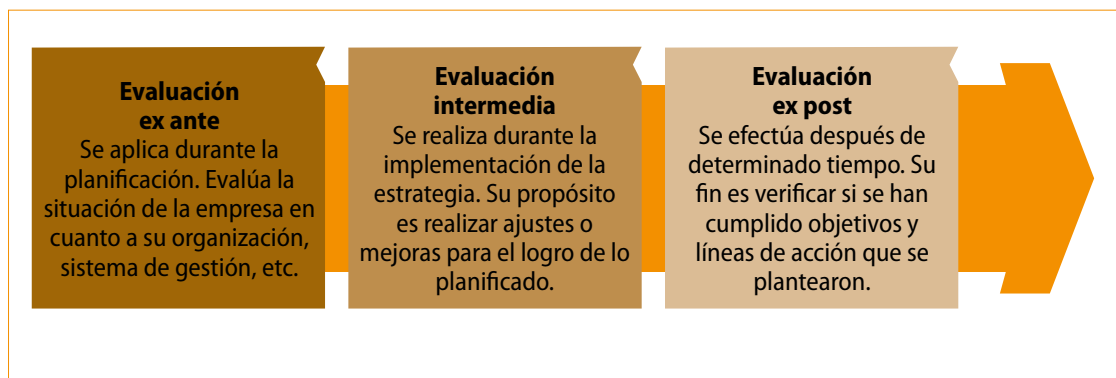 Evaluación
ex ante
Se aplica durante la
planificación. Evalúa la
situación de la empresa en
cuanto a su organización,
sistema de gestión, etc.
Evaluación
intermedia
Se realiza durante la
implementación de la
estrategia. Su propósito
es realizar ajustes o
mejoras para el logro de lo
planificado.
Evaluación
ex post
Se efectúa después de
determinado tiempo. Su
fin es verificar si se han
cumplido objetivos y
líneas de acción que se
plantearon.